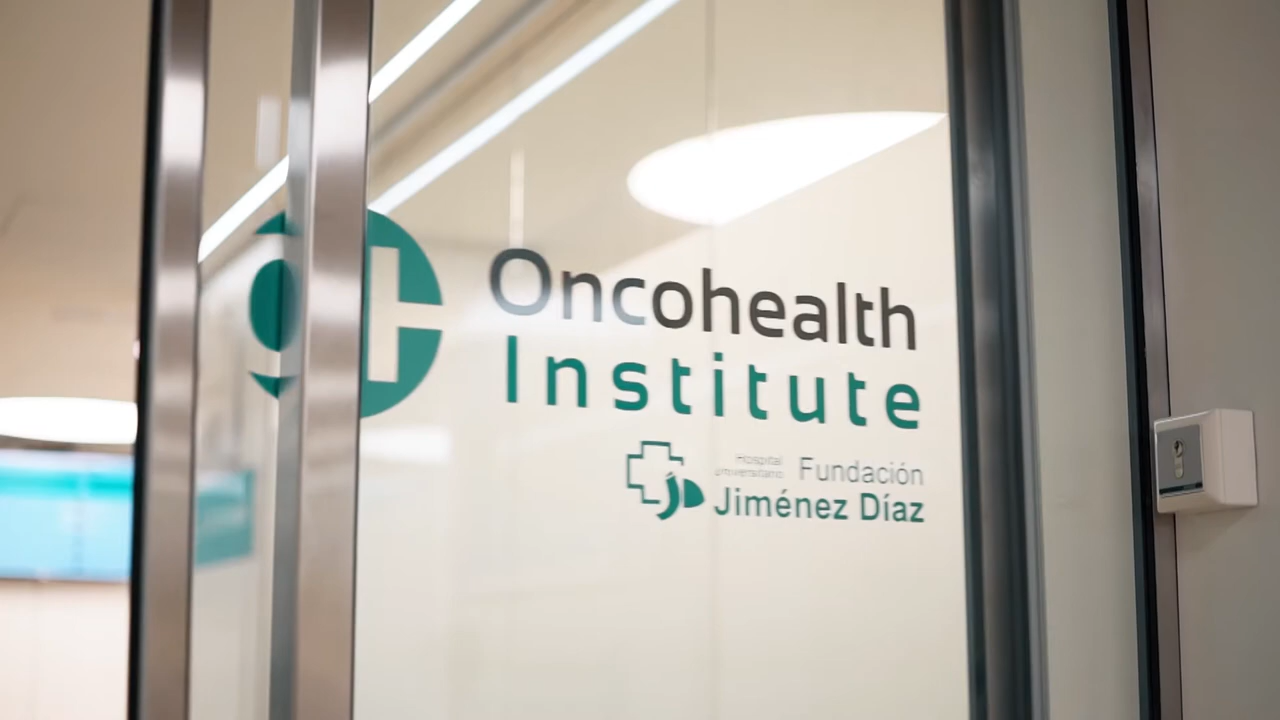 Oncohealth
Institute
Hospital
Universitario
Fundación
Jiménez Díaz